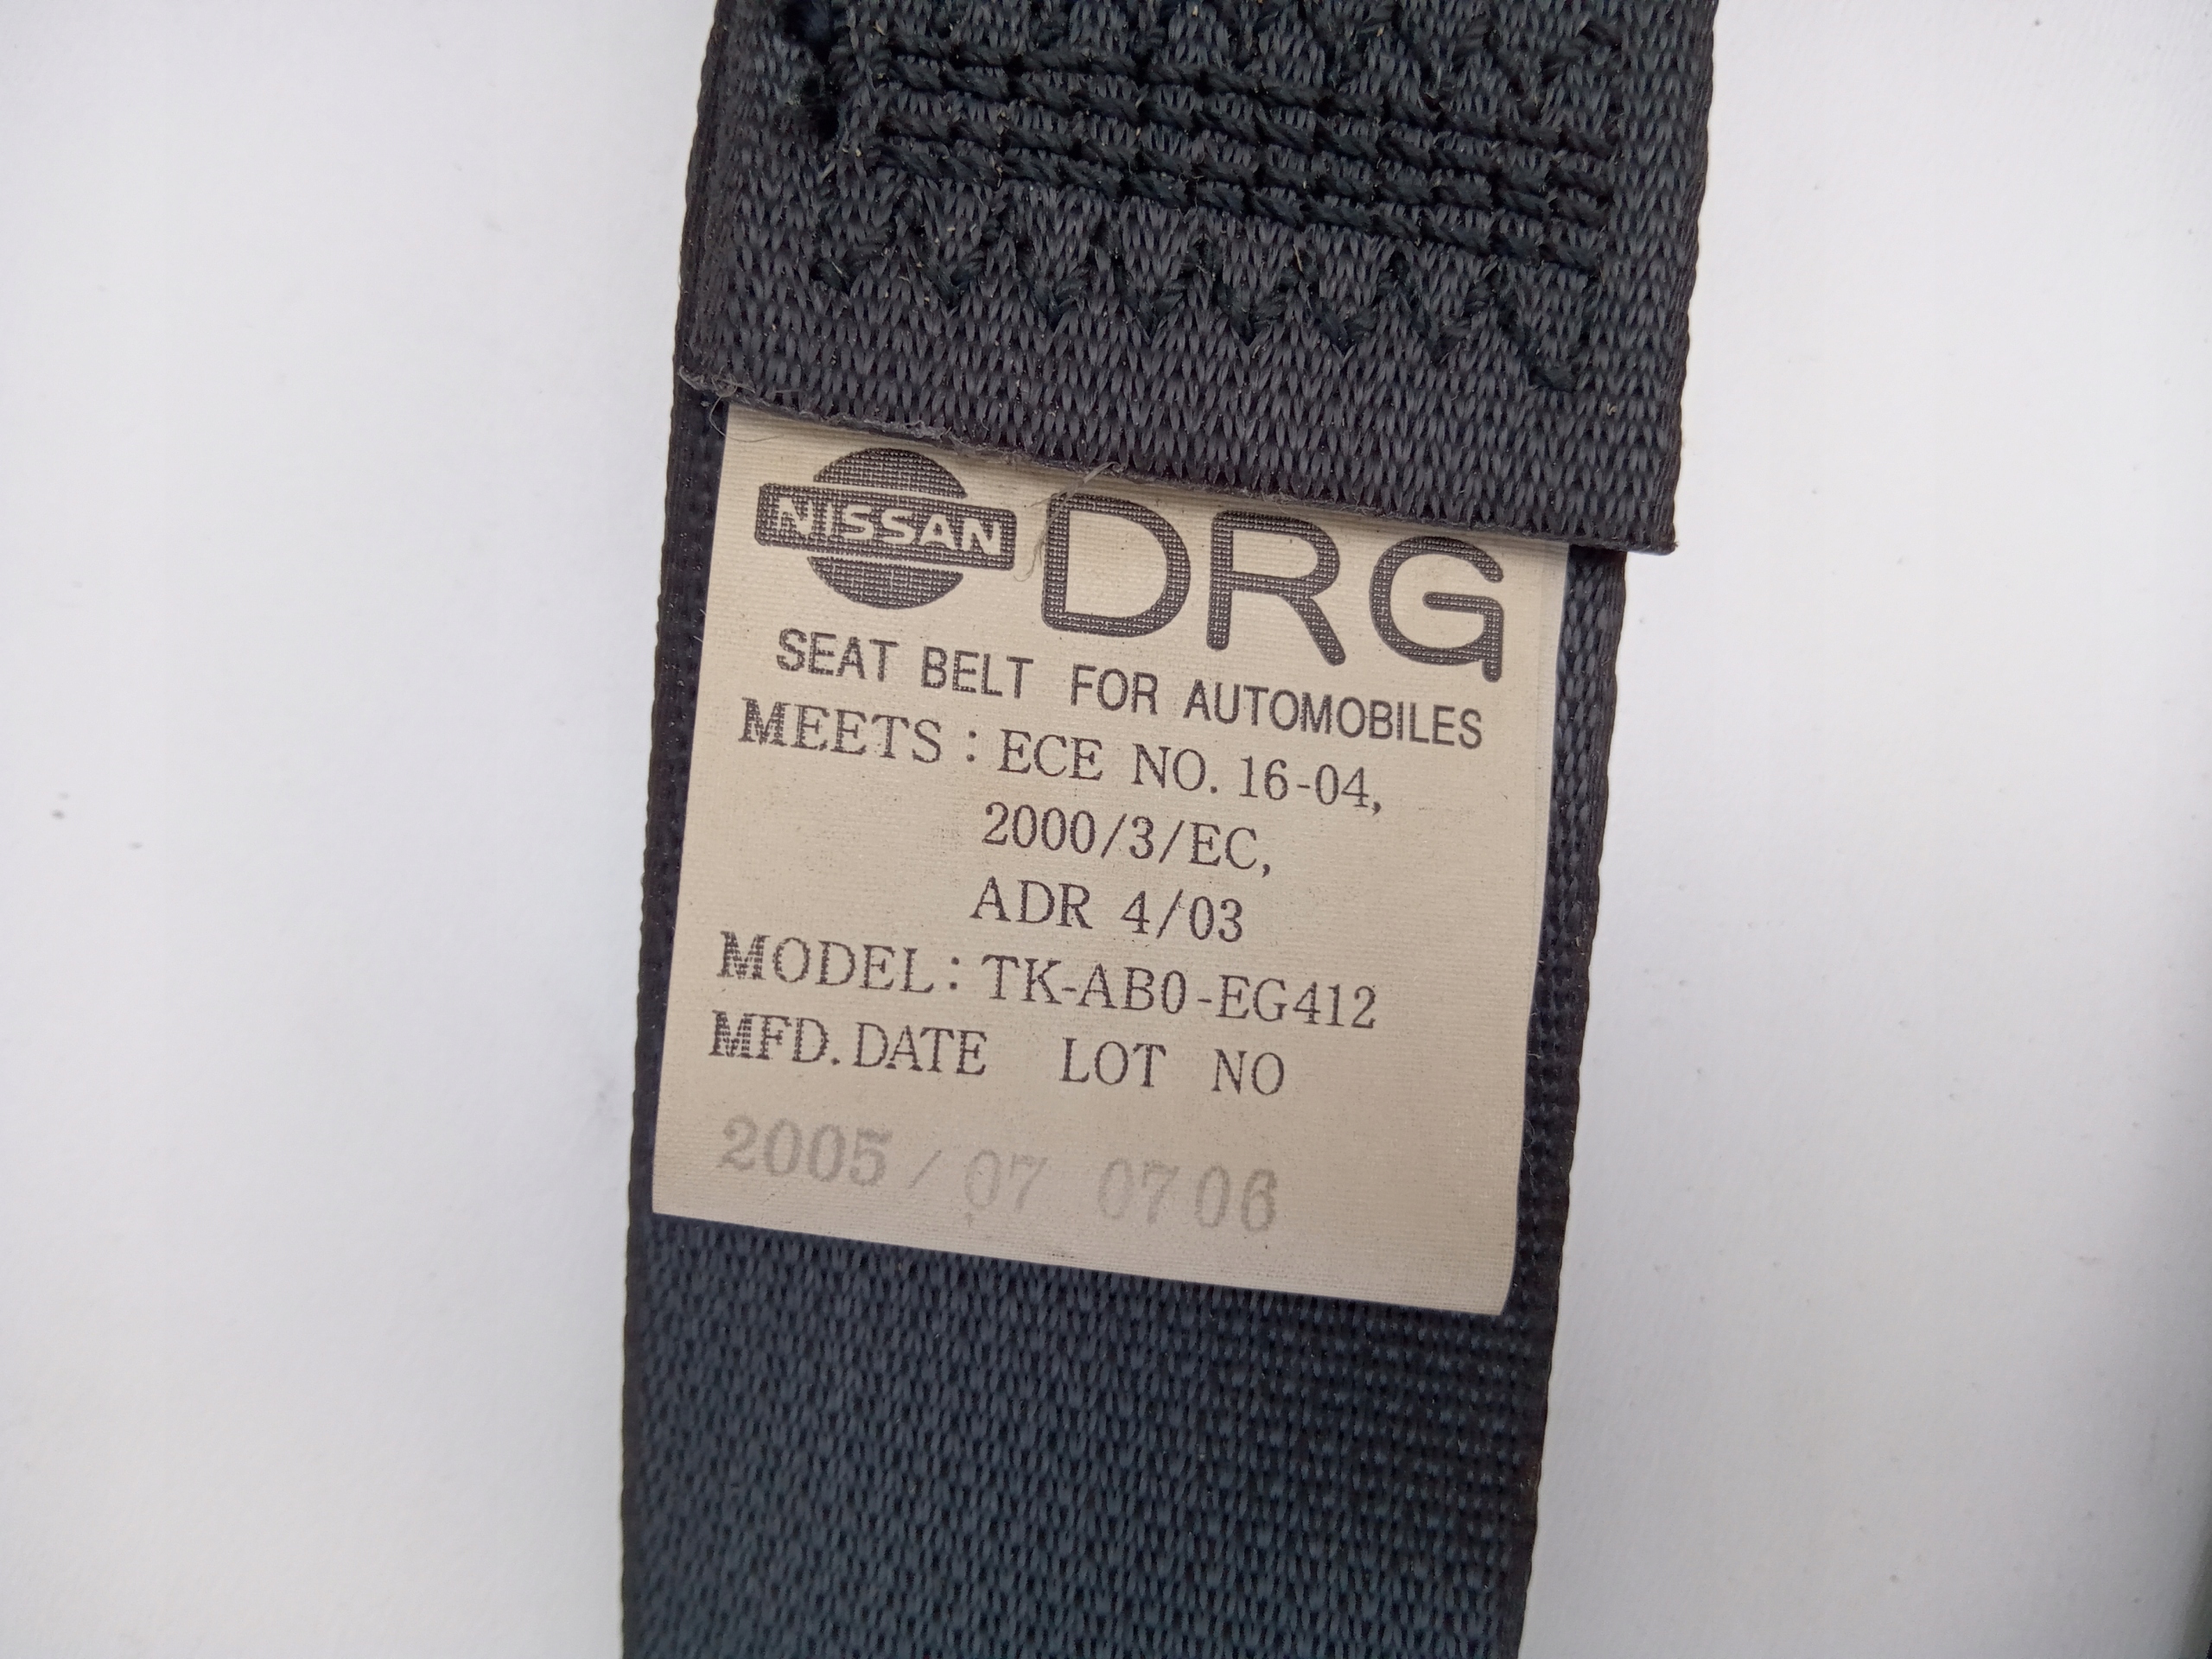 NISSAN DRG
SEAT BELT FOR AUTOMOBILES
MEETS : ECE NO. 16-04,
2000/3/EC,
ADR 4/03
MODEL : TK-AB0-EG412
MFD. DATE LOT NO
2005/07 0706